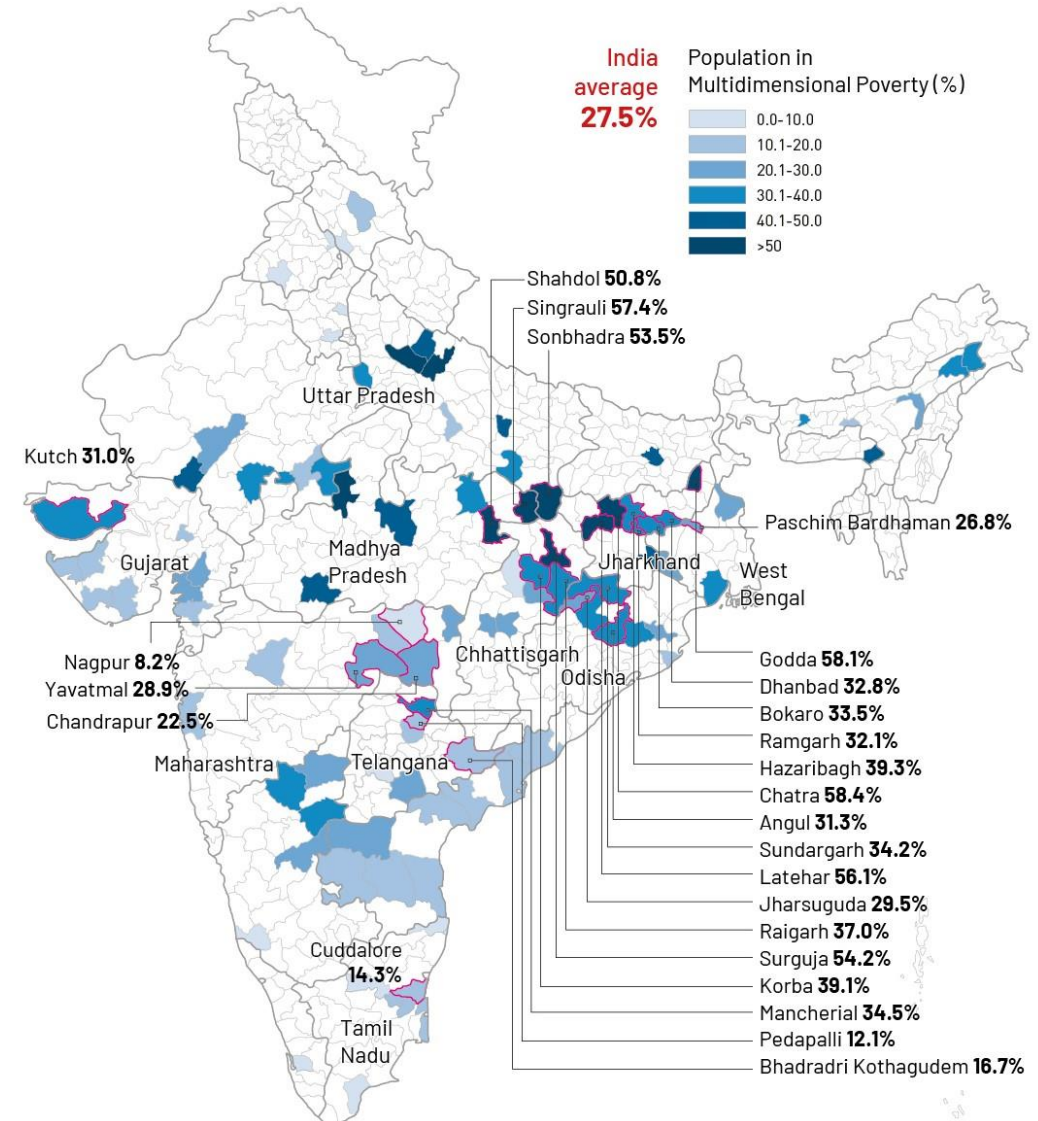 India
average
27.5%
Population in
Multidimensional Poverty (%)
0.0-10.0
10.1-20.0
20.1-30.0
30.1-40.0
40.1-50.0
>50
Shahdol 50.8%
Singrauli 57.4%
Sonbhadra 53.5%
Uttar Pradesh
Kutch 31.0%
Gujarat
Madhya
Pradesh
Jharkhand
Paschim Bardhaman 26.8%
West
Bengal
Chhattisgarh
Odisha
Nagpur 8.2%
Yavatmal 28.9%
Chandrapur 22.5%
Maharashtra
Telangana
Godda 58.1%
Dhanbad 32.8%
Bokaro 33.5%
Ramgarh 32.1%
Hazaribagh 39.3%
Chatra 58.4%
Angul 31.3%
Sundargarh 34.2%
Latehar 56.1%
Jharsuguda 29.5%
Raigarh 37.0%
Surguja 54.2%
Korba 39.1%
Mancherial 34.5%
Pedapalli 12.1%
Bhadradri Kothagudem 16.7%
Cuddalore
14.3%
Tamil
Nadu